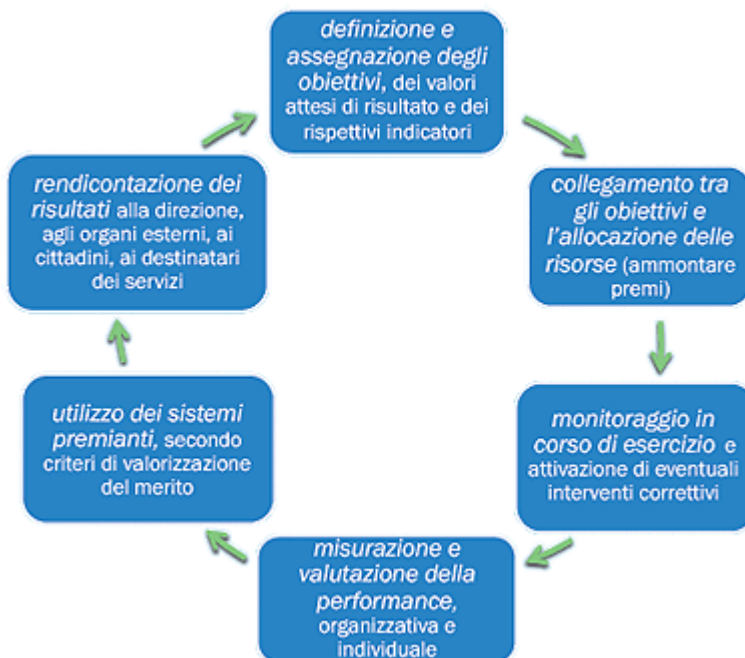 definizione e
assegnazione degli
obiettivi, dei valori
attesi di risultato e dei
rispettivi indicatori
collegamento tra
gli obiettivi e
l'allocazione delle
risorse (ammontare
premi)
monitoraggio in
corso di esercizio e
attivazione di eventuali
interventi correttivi
misurazione e
valutazione della
performance,
organizzativa e
individuale
utilizzo dei sistemi
premianti, secondo
criteri di valorizzazione
del merito
rendicontazione dei
risultati alla direzione,
agli organi esterni, ai
cittadini, ai destinatari
dei servizi